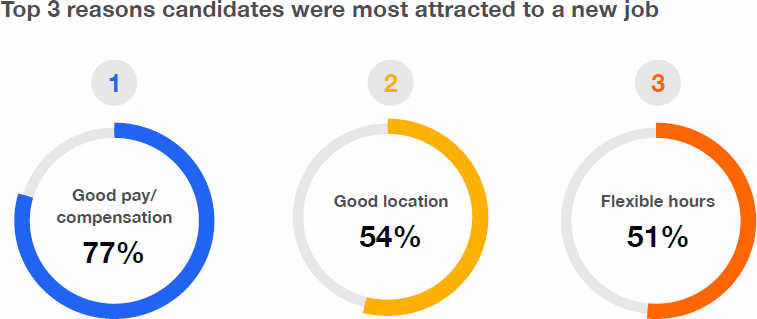 Top 3 reasons candidates were most attracted to a new job
1
Good pay/
compensation
77%
2
Good location
54%
3
Flexible hours
51%